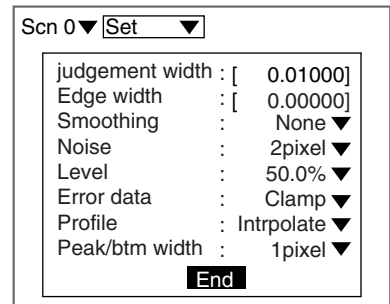 Scn 0▼ Set ▼
judgement width : [ 0.01000]
Edge width : [ 0.00000]
Smoothing : None ▼
Noise : 2pixel ▼
Level : 50.0% ▼
Error data : Clamp ▼
Profile : Intrpolate ▼
Peak/btm width : 1pixel ▼
End